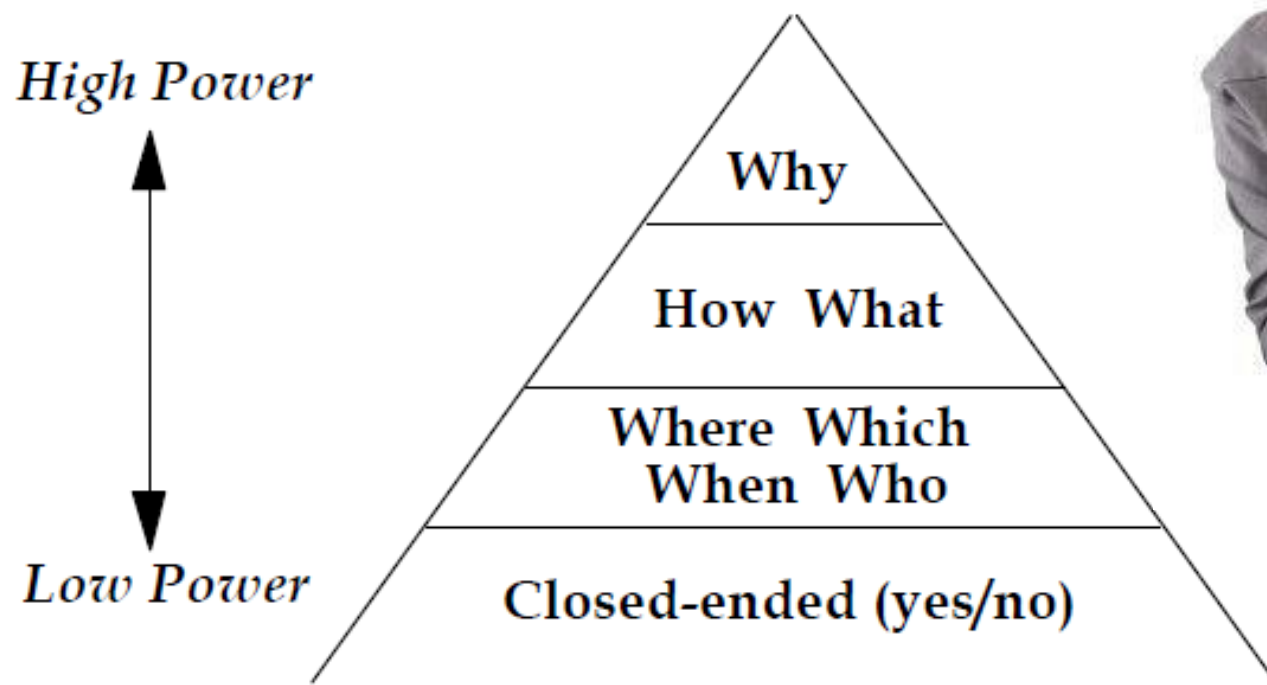 High Power
Why
How What
Where Which
When Who
Low Power
Closed-ended (yes/no)